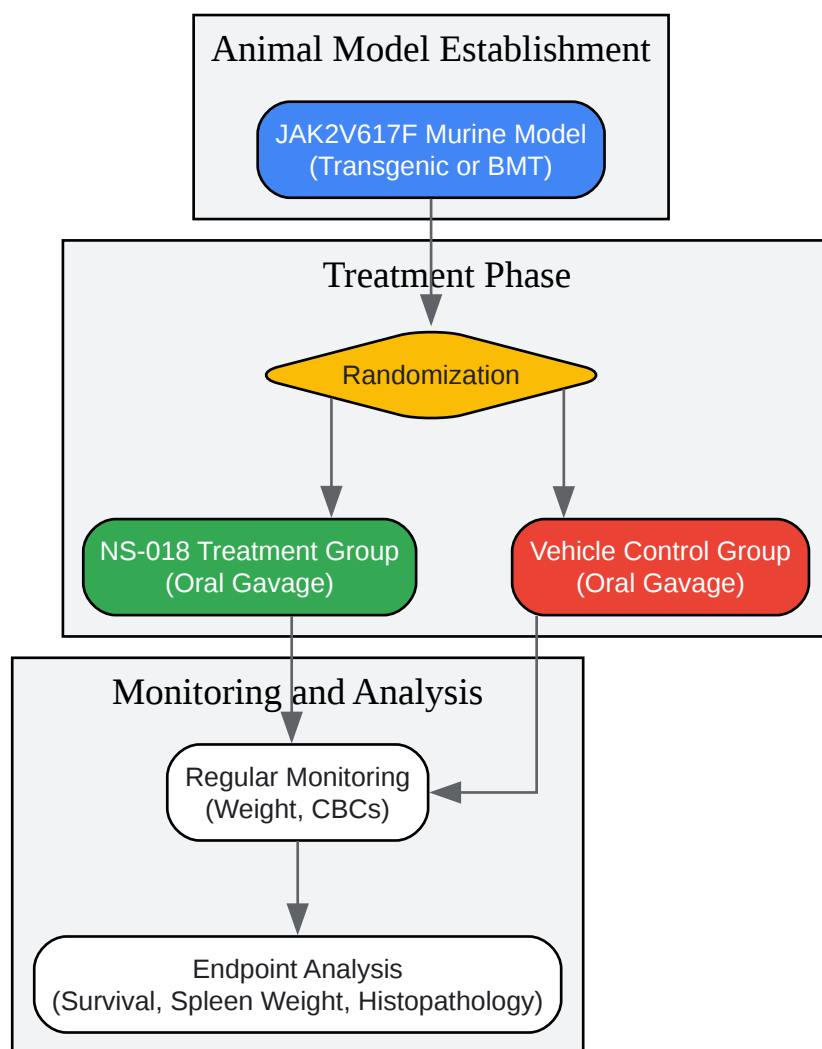 Animal Model Establishment
JAK2V617F Murine Model
(Transgenic or BMT)
Treatment Phase
Randomization
NS-018 Treatment Group
(Oral Gavage)
Vehicle Control Group
(Oral Gavage)
Monitoring and Analysis
Regular Monitoring
(Weight, CBCs)
Endpoint Analysis
(Survival, Spleen Weight, Histopathology)